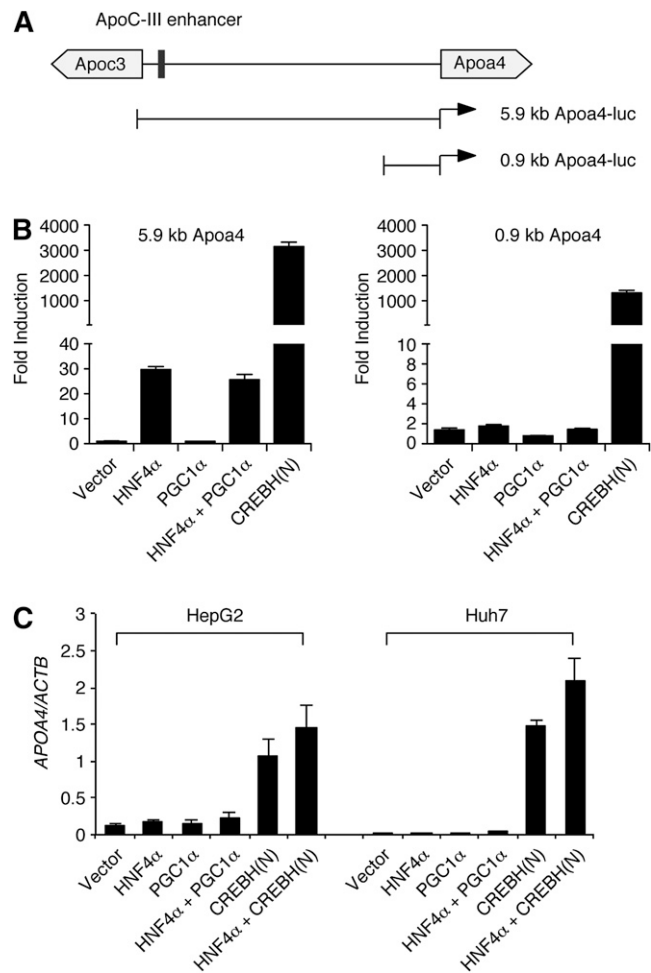 A
ApoC-III enhancer
Apoc3
Apoa4
5.9 kb Apoa4-luc
0.9 kb Apoa4-luc
B
5.9 kb Apoa4
Fold Induction
4000
3000
2000
1000
40
30
20
10
0
Vector
HNF4α
PGC1α
HNF4α + PGC1α
CREBH(N)
0.9 kb Apoa4
Fold Induction
4000
3000
2000
1000
10
8
6
4
2
0
Vector
HNF4α
PGC1α
HNF4α + PGC1α
CREBH(N)
C
HepG2
Huh7
APOA4/ACTB
3
2.5
2
1.5
1
0.5
0
Vector
HNF4α
PGC1α
HNF4α + PGC1α
CREBH(N)
HNF4α + CREBH(N)
Vector
HNF4α
PGC1α
HNF4α + PGC1α
CREBH(N)
HNF4α + CREBH(N)